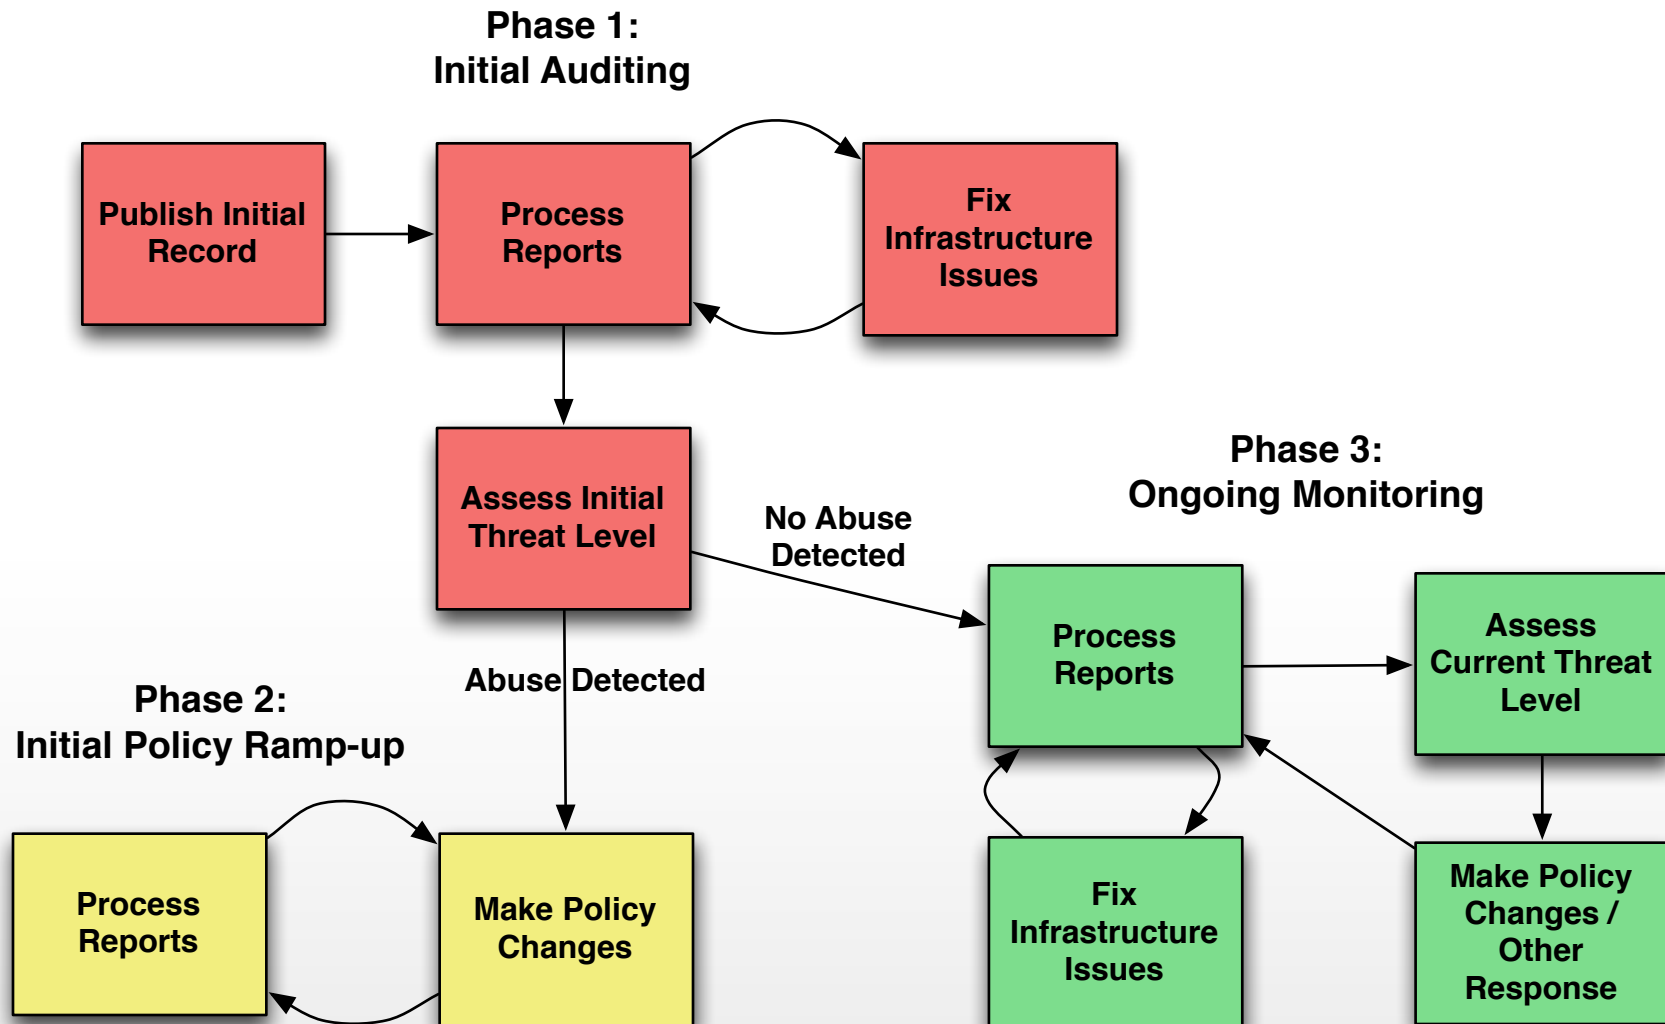 Phase 1:
Initial Auditing
Publish Initial
Record
Process
Reports
Fix
Infrastructure
Issues
Assess Initial
Threat Level
No Abuse
Detected
Abuse Detected
Phase 2:
Initial Policy Ramp-up
Process
Reports
Make Policy
Changes
Phase 3:
Ongoing Monitoring
Process
Reports
Assess
Current Threat
Level
Fix
Infrastructure
Issues
Make Policy
Changes /
Other
Response